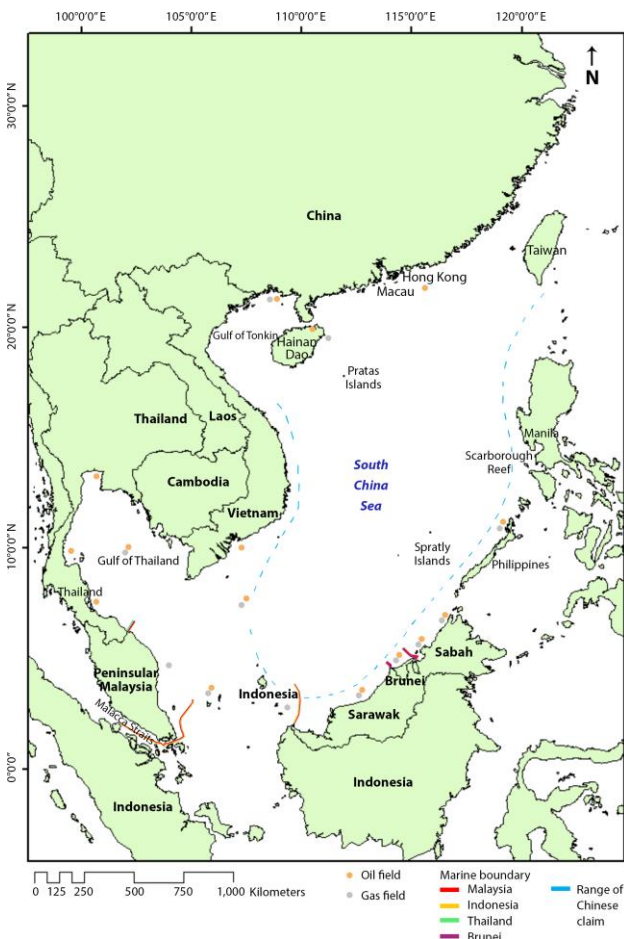 100°0'0"E 105°0'0"E 110°0'0"E 115°0'0"E 120°0'0"E
N
30°0'0"N
China
Taiwan
Hong Kong
Macau
20°0'0"N
Gulf of Tonkin
Hainan
Dao
Pratas
Islands
Thailand
Laos
Manila
Scarborough
Reef
South
China
Sea
Cambodia
Vietnam
10°0'0"N
Gulf of Thailand
Spratly
Islands
Philippines
Thailand
Sabah
Peninsular
Malaysia
Brunei
Indonesia
Malacca Straits
Sarawak
0°0'0"
Indonesia
Indonesia
0 125 250 500 750 1,000 Kilometers
Oil field
Gas field
Marine boundary
Malaysia
Indonesia
Thailand
Brunei
Range of
Chinese
claim